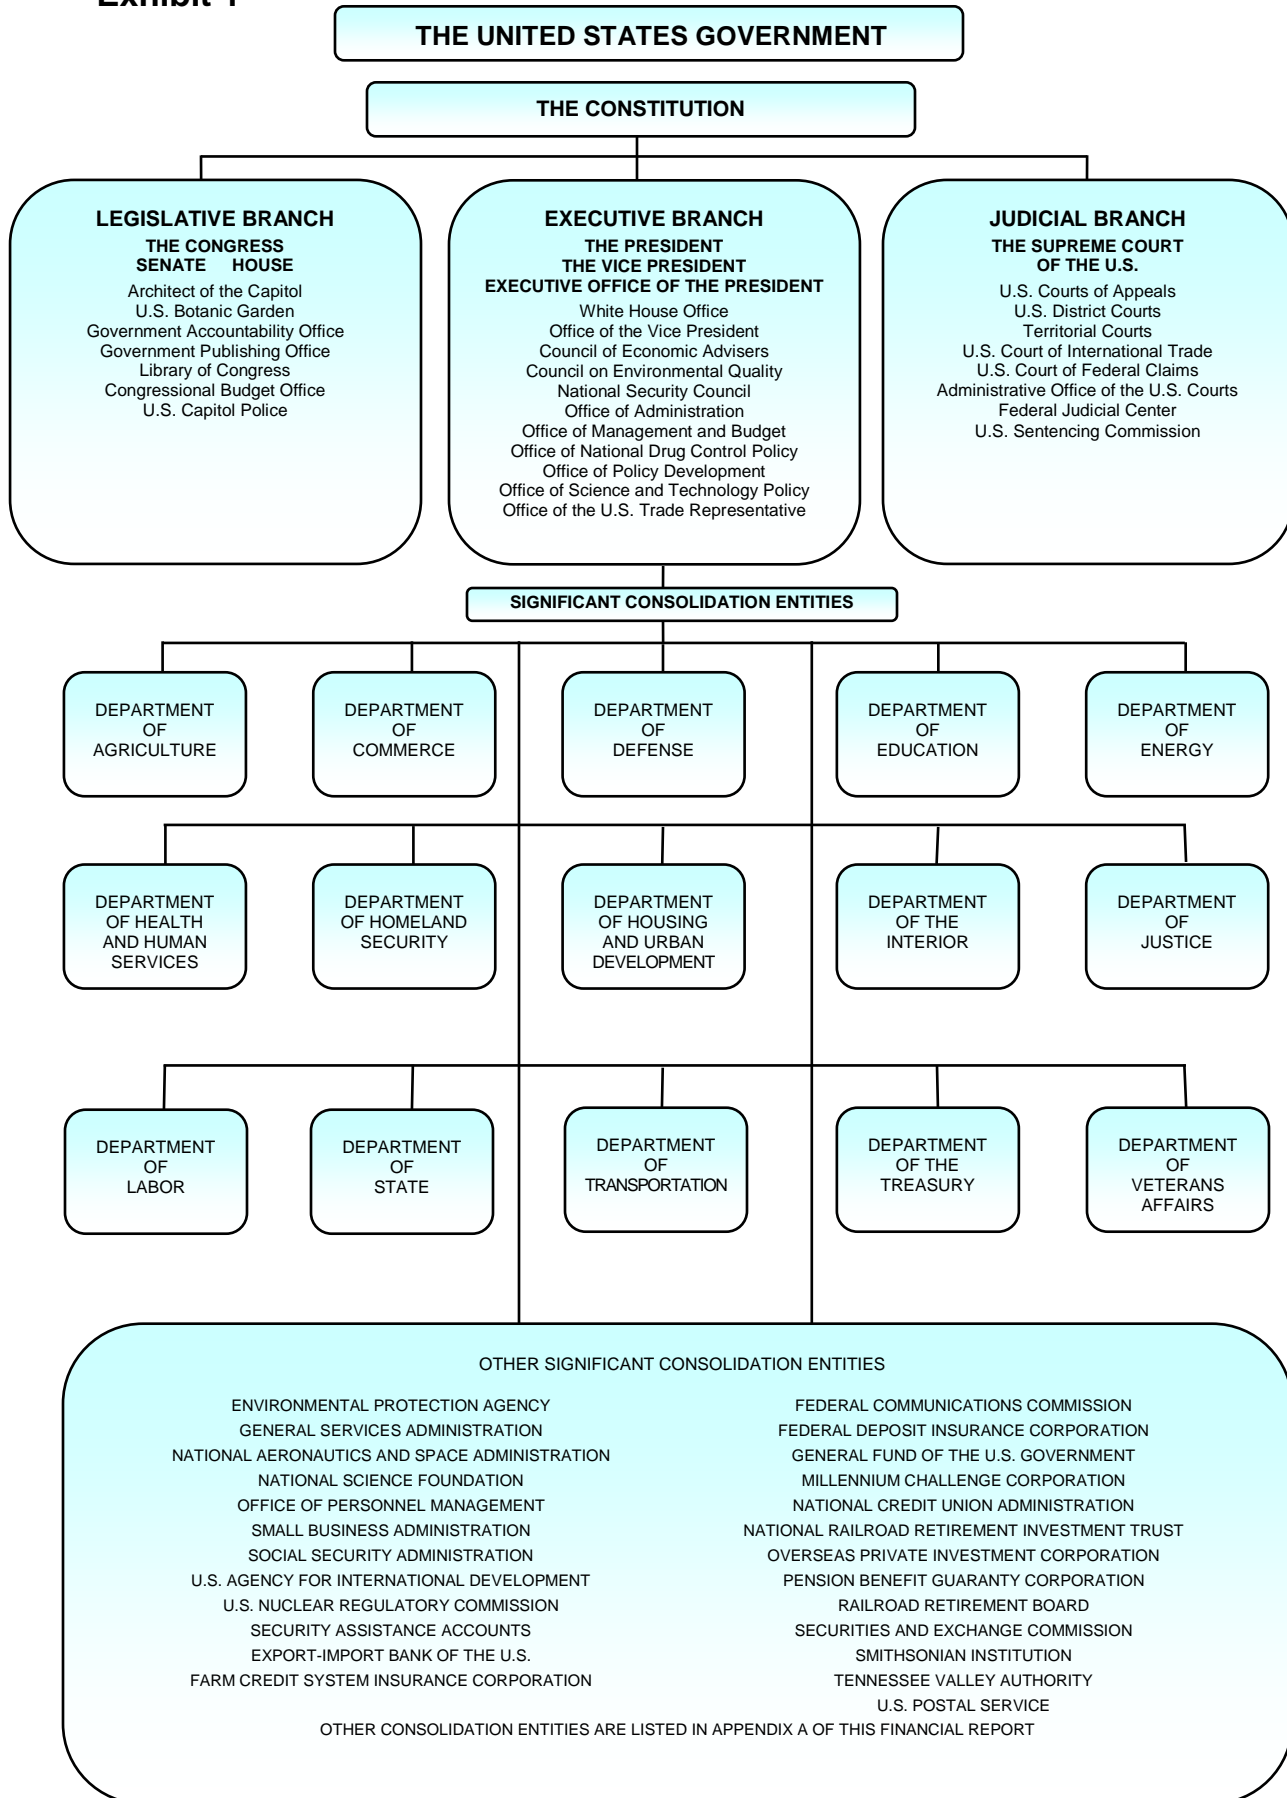 Exhibit 1
THE UNITED STATES GOVERNMENT
THE CONSTITUTION
LEGISLATIVE BRANCH
THE CONGRESS
SENATE HOUSE
Architect of the Capitol
U.S. Botanic Garden
Government Accountability Office
Government Publishing Office
Library of Congress
Congressional Budget Office
U.S. Capitol Police
EXECUTIVE BRANCH
THE PRESIDENT
THE VICE PRESIDENT
EXECUTIVE OFFICE OF THE PRESIDENT
White House Office
Office of the Vice President
Council of Economic Advisers
Council on Environmental Quality
National Security Council
Office of Administration
Office of Management and Budget
Office of National Drug Control Policy
Office of Policy Development
Office of Science and Technology Policy
Office of the U.S. Trade Representative
JUDICIAL BRANCH
THE SUPREME COURT
OF THE U.S.
U.S. Courts of Appeals
U.S. District Courts
Territorial Courts
U.S. Court of International Trade
U.S. Court of Federal Claims
Administrative Office of the U.S. Courts
Federal Judicial Center
U.S. Sentencing Commission
SIGNIFICANT CONSOLIDATION ENTITIES
DEPARTMENT
OF
AGRICULTURE
DEPARTMENT
OF
COMMERCE
DEPARTMENT
OF
DEFENSE
DEPARTMENT
OF
EDUCATION
DEPARTMENT
OF
ENERGY
DEPARTMENT
OF HEALTH
AND HUMAN
SERVICES
DEPARTMENT
OF HOMELAND
SECURITY
DEPARTMENT
OF HOUSING
AND URBAN
DEVELOPMENT
DEPARTMENT
OF THE
INTERIOR
DEPARTMENT
OF
JUSTICE
DEPARTMENT
OF
LABOR
DEPARTMENT
OF
STATE
DEPARTMENT
OF
TRANSPORTATION
DEPARTMENT
OF THE
TREASURY
DEPARTMENT
OF
VETERANS
AFFAIRS
OTHER SIGNIFICANT CONSOLIDATION ENTITIES
ENVIRONMENTAL PROTECTION AGENCY
GENERAL SERVICES ADMINISTRATION
NATIONAL AERONAUTICS AND SPACE ADMINISTRATION
NATIONAL SCIENCE FOUNDATION
OFFICE OF PERSONNEL MANAGEMENT
SMALL BUSINESS ADMINISTRATION
SOCIAL SECURITY ADMINISTRATION
U.S. AGENCY FOR INTERNATIONAL DEVELOPMENT
U.S. NUCLEAR REGULATORY COMMISSION
SECURITY ASSISTANCE ACCOUNTS
EXPORT-IMPORT BANK OF THE U.S.
FARM CREDIT SYSTEM INSURANCE CORPORATION
FEDERAL COMMUNICATIONS COMMISSION
FEDERAL DEPOSIT INSURANCE CORPORATION
GENERAL FUND OF THE U.S. GOVERNMENT
MILLENNIUM CHALLENGE CORPORATION
NATIONAL CREDIT UNION ADMINISTRATION
NATIONAL RAILROAD RETIREMENT INVESTMENT TRUST
OVERSEAS PRIVATE INVESTMENT CORPORATION
PENSION BENEFIT GUARANTY CORPORATION
RAILROAD RETIREMENT BOARD
SECURITIES AND EXCHANGE COMMISSION
SMITHSONIAN INSTITUTION
TENNESSEE VALLEY AUTHORITY
U.S. POSTAL SERVICE
OTHER CONSOLIDATION ENTITIES ARE LISTED IN APPENDIX A OF THIS FINANCIAL REPORT